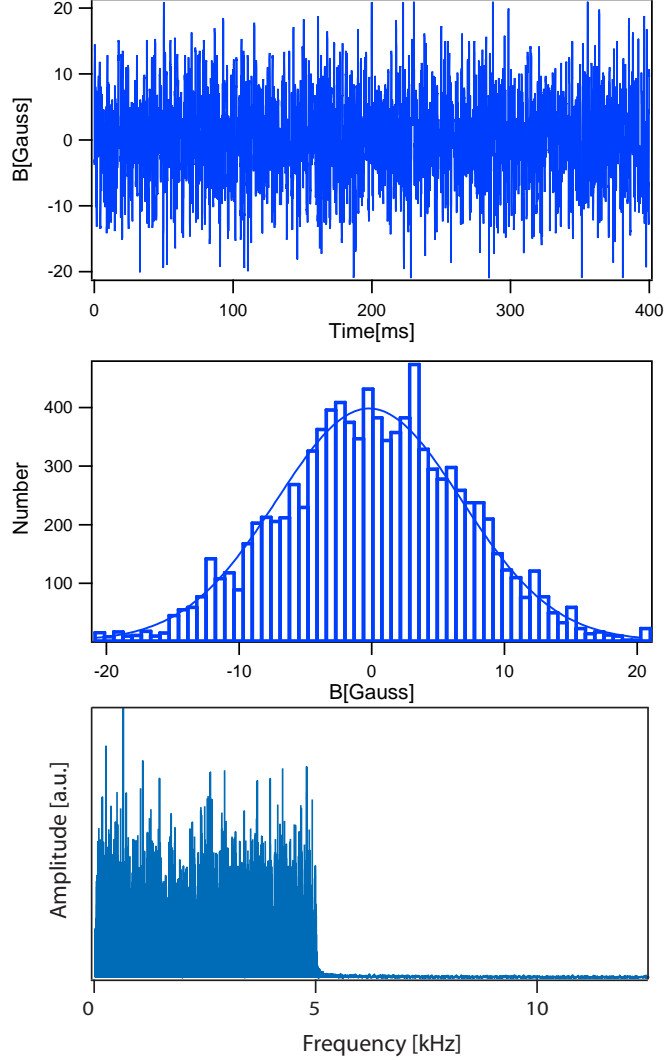 20
10
0
-10
-20
B[Gauss]
0 100 200 300 400
Time[ms]
400
300
200
100
Number
-20 -10 0 10 20
B[Gauss]
Amplitude [a.u.]
0 5 10
Frequency [kHz]